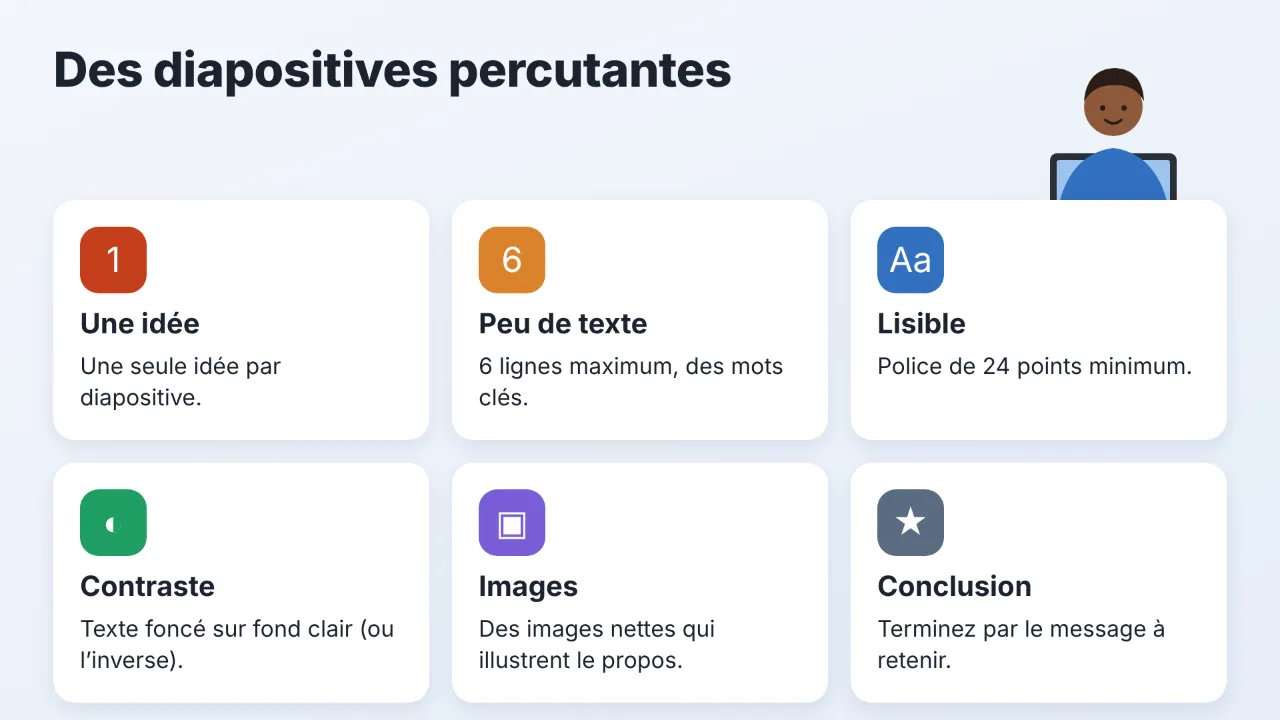 Des diapositives percutantes
1
Une idée
Une seule idée par
diapositive.
6
Peu de texte
6 lignes maximum, des mots
clés.
Aa
Lisible
Police de 24 points minimum.
Contraste
Texte foncé sur fond clair (ou
l’inverse).
Images
Des images nettes qui
illustrent le propos.
Conclusion
Terminez par le message à
retenir.